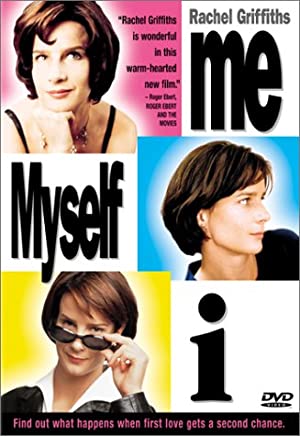 Rachel Griffiths
"Rachel Griffiths
is wonderful
in this
warm-hearted
new film."
– Roger Ebert,
ROGER EBERT
AND THE
MOVIES
me
Myself
i
DVD
VIDEO
Find out what happens when first love gets a second chance.